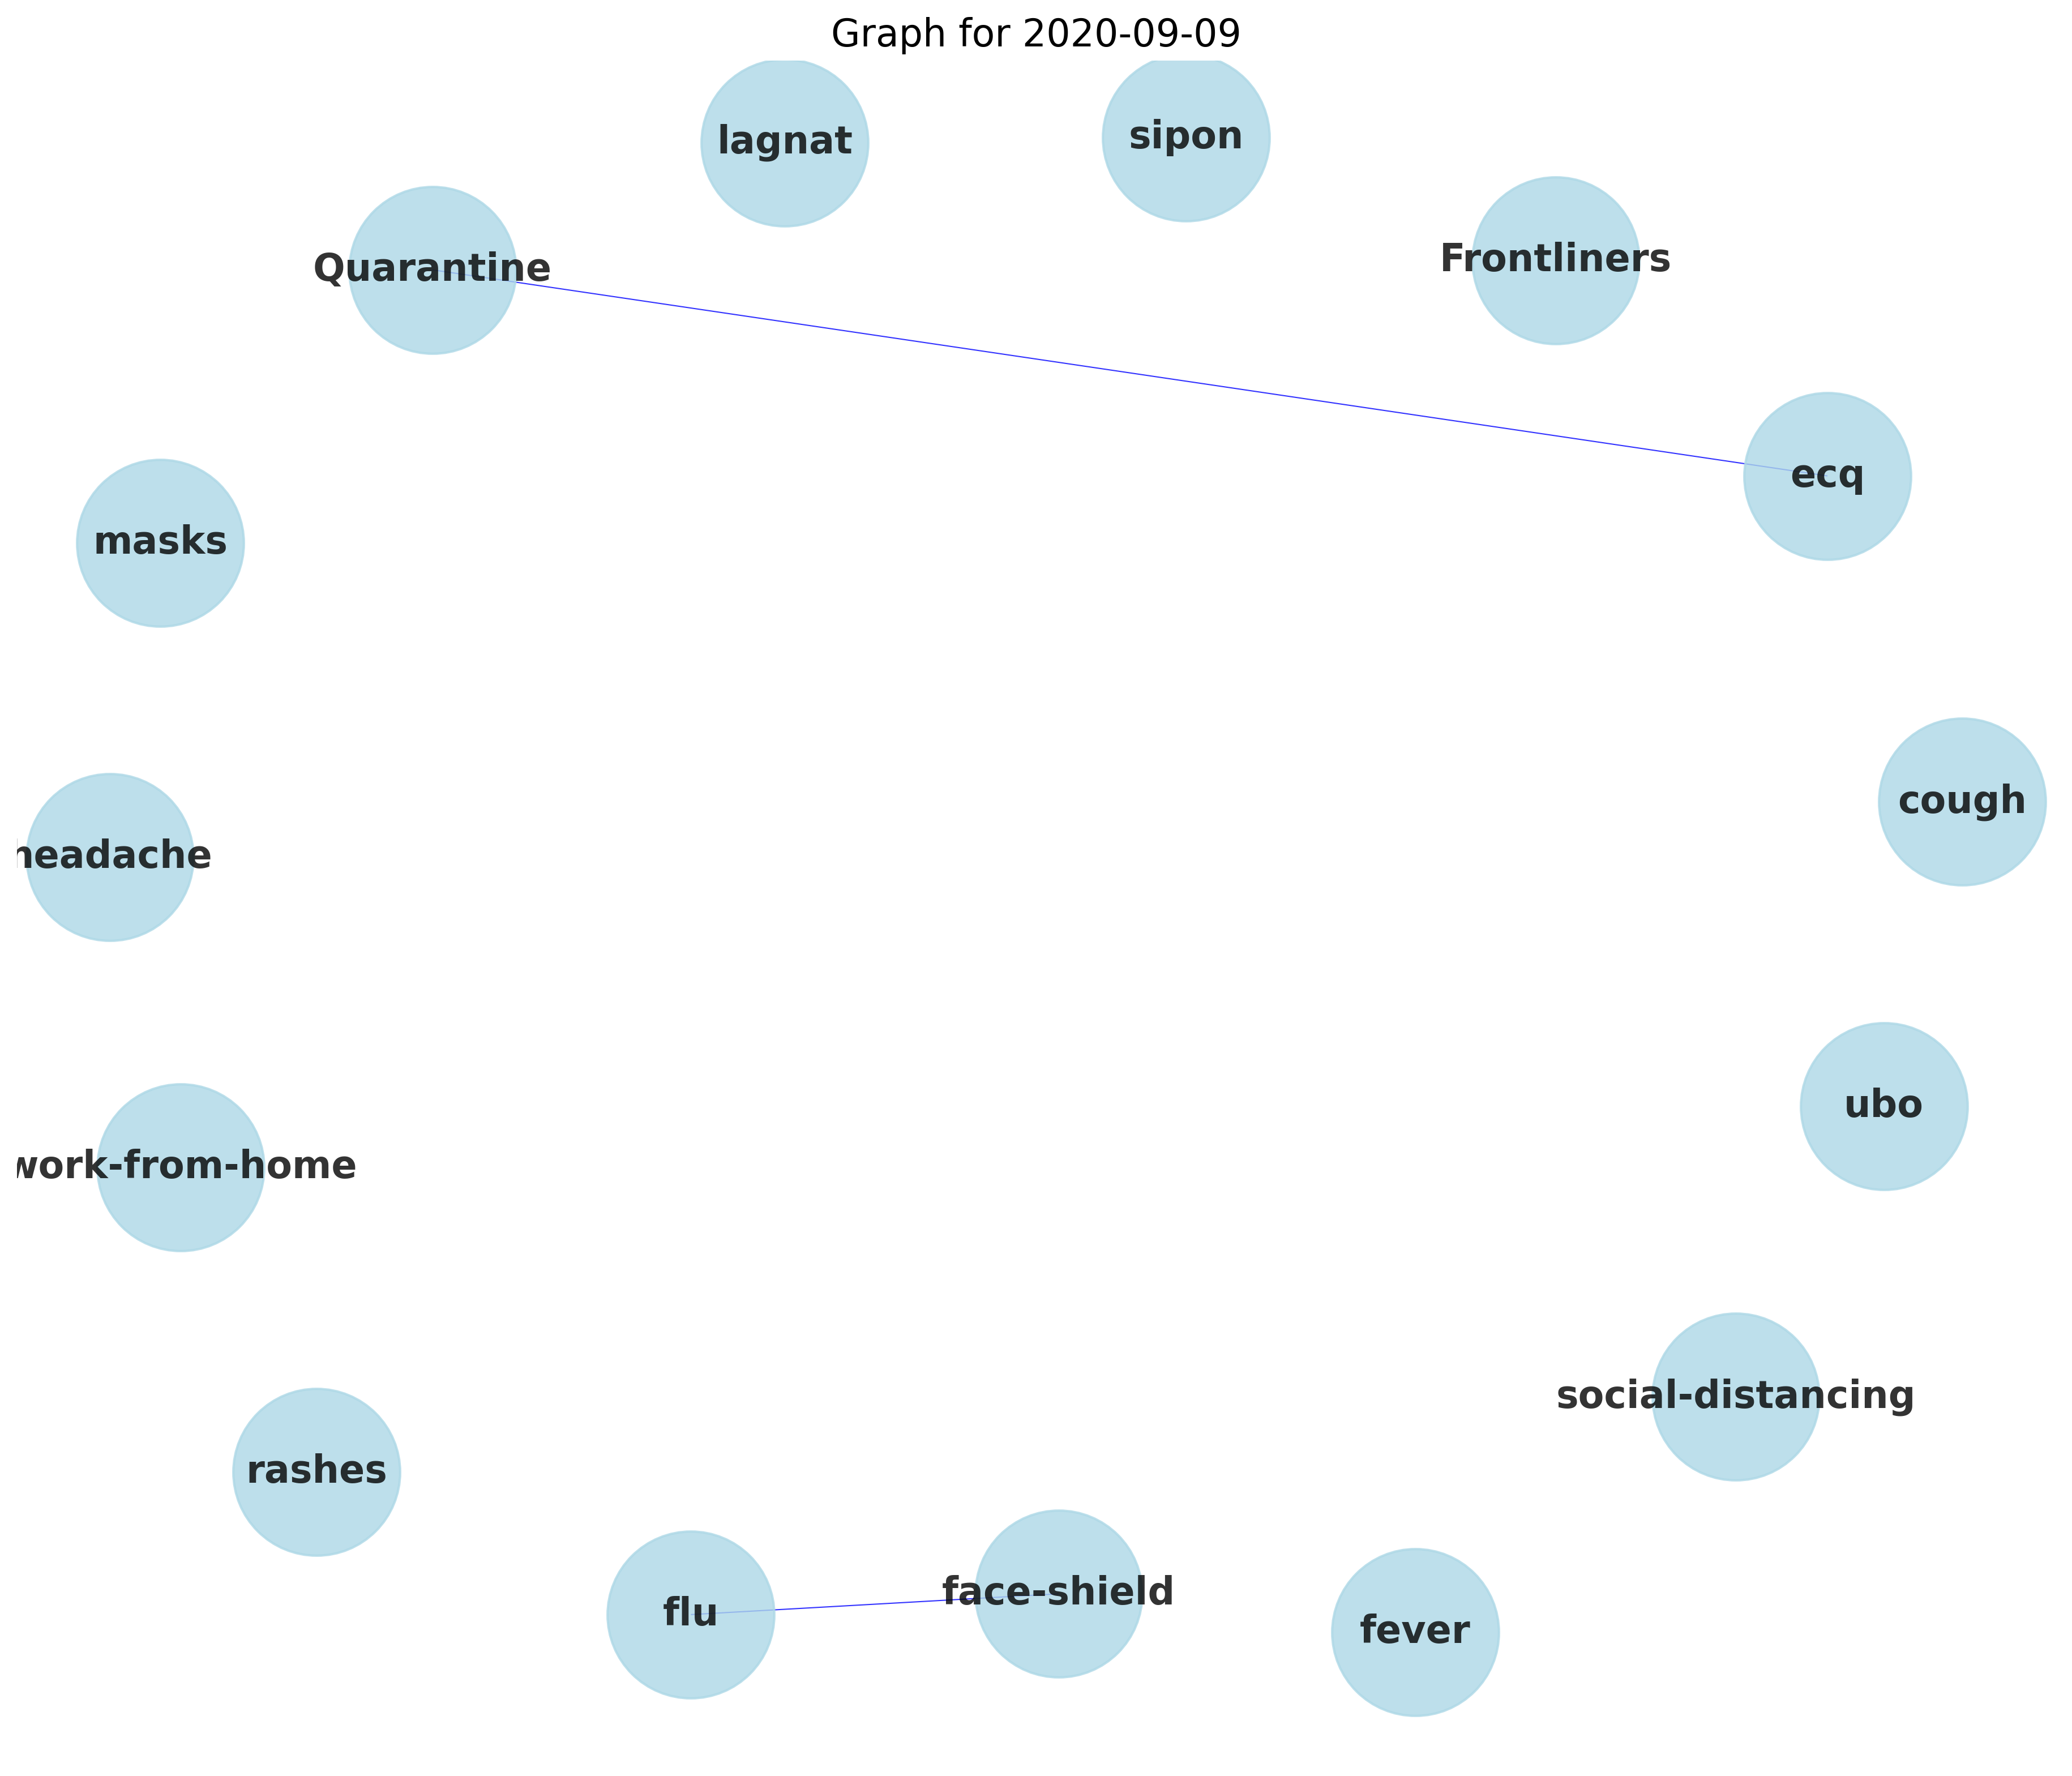 Graph for 2020-09-09
lagnat
sipon
Frontliners
Quarantine
ecq
masks
cough
headache
ubo
work-from-home
social-distancing
rashes
face-shield
flu
fever